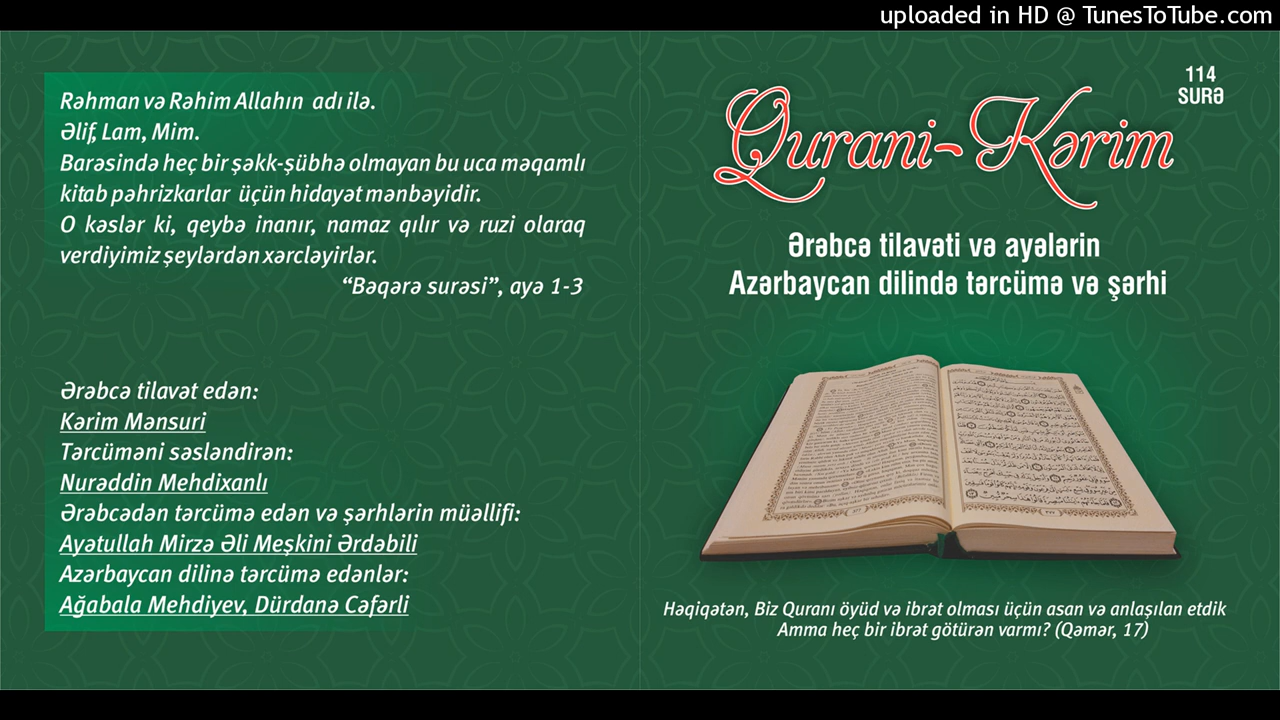 uploaded in HD @ TunesToTube.com
Rəhman və Rəhim Allahın adı ilə.
Əlif, Lam, Mim.
Barəsində heç bir şəkk-şübhə olmayan bu uca məqamlı
kitab pəhrizkarlar üçün hidayət mənbəyidir.
O kəslər ki, qeybə inanır, namaz qılır və ruzi olaraq
verdiyimiz şeylərdən xərcləyirlər.
“Bəqərə surəsi”, ayə 1-3
Ərəbcə tilavət edən:
Kərim Mənsuri
Tərcüməni səsləndirən:
Nurəddin Mehdixanlı
Ərəbcədən tərcümə edən və şərhlərin müəllifi:
Ayətullah Mirzə Əli Meşkini Ərdəbili
Azərbaycan dilinə tərcümə edənlər:
Ağabala Mehdiyev, Dürdanə Cəfərli
114
SURƏ
Qurani-Kərim
Ərəbcə tilavəti və ayələrin
Azərbaycan dilində tərcümə və şərhi
Həqiqətən, Biz Quranı öyüd və ibrət olması üçün asan və anlaşılan etdik
Amma heç bir ibrət götürən varmı? (Qəmər, 17)